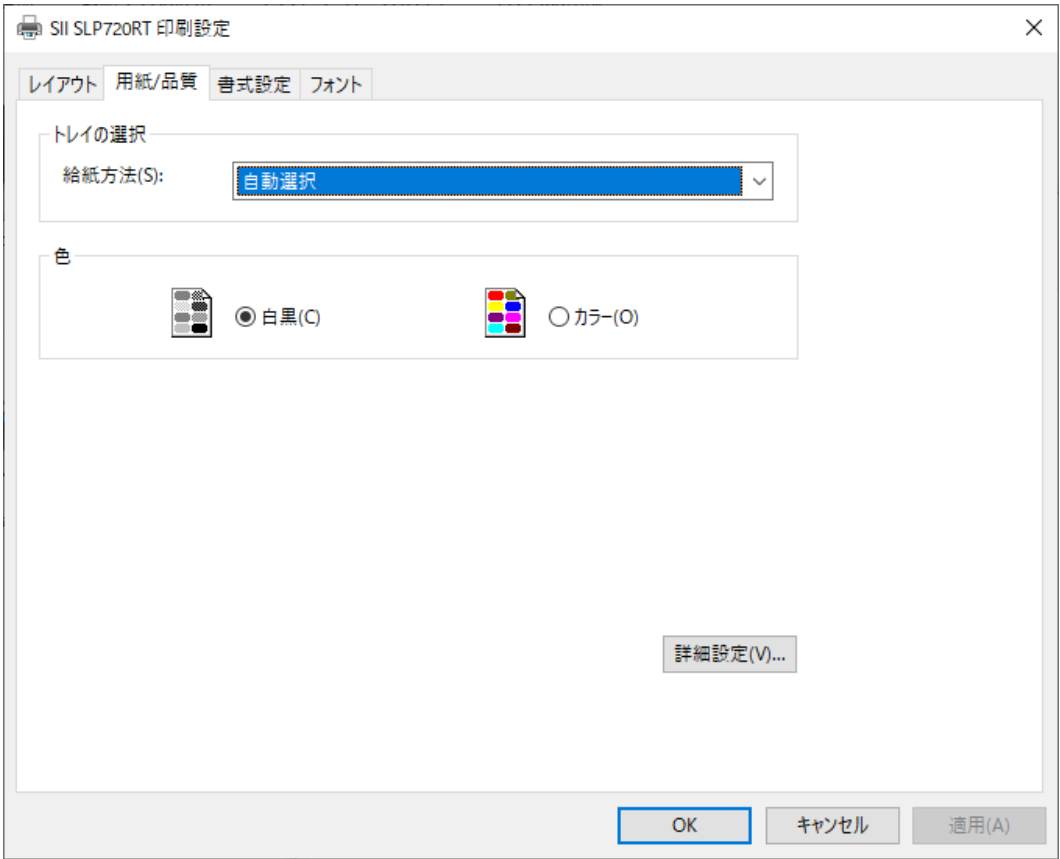 SII SLP720RT 印刷設定
レイアウト 用紙/品質 書式設定 フォント
トレイの選択
給紙方法(S): 自動選択
色
白黒(C) カラー(O)
詳細設定(V)...
OK キャンセル 適用(A)